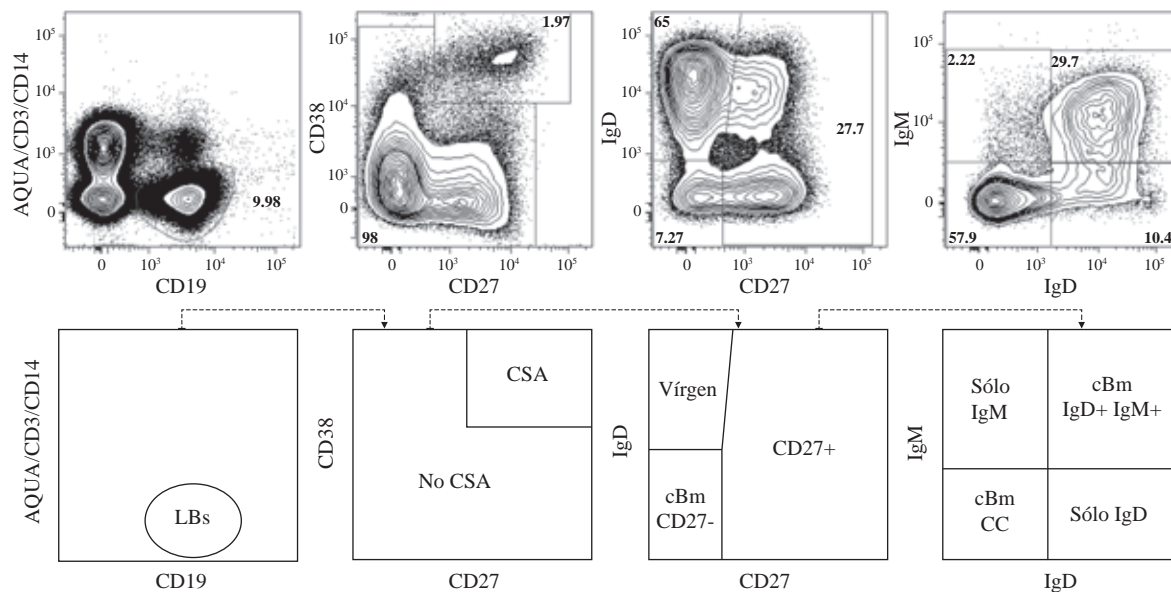 AQUA/CD3/CD14
10⁵
10⁴
10³
0
9.98
0
10³
10⁴
10⁵
CD19
CD38
10⁵
10⁴
10³
0
1.97
98
0
10³
10⁴
10⁵
CD27
IgD
10⁵
10⁴
10³
0
65
27.7
7.27
0
10³
10⁴
10⁵
CD27
IgM
10⁵
10⁴
10³
0
2.22
29.7
57.9
10.4
0
10³
10⁴
10⁵
IgD
AQUA/CD3/CD14
LBs
CD19
CD38
CSA
No CSA
CD27
IgD
Vírgen
CD27+
cBm
CD27-
CD27
IgM
Sólo
IgM
cBm
IgD+ IgM+
cBm
CC
Sólo IgD
IgD